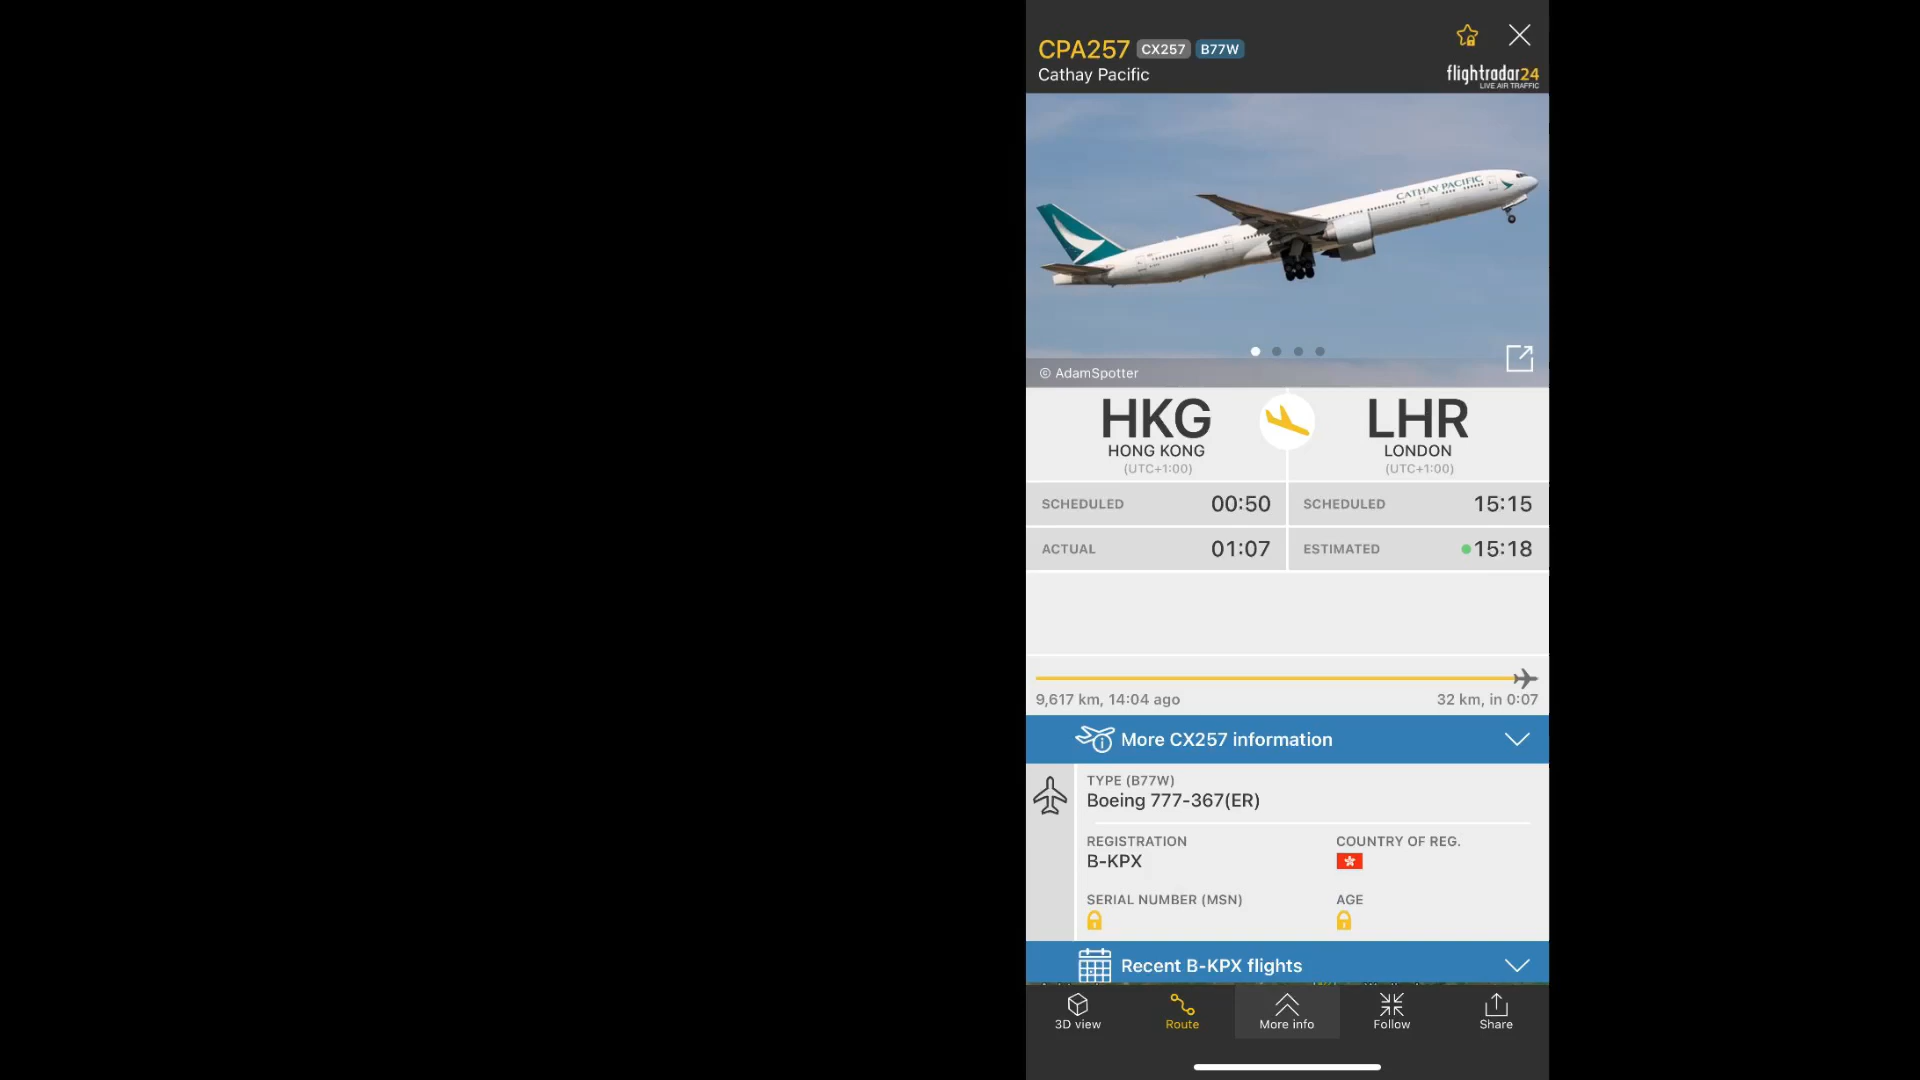 CPA257 CX257 B77W
Cathay Pacific
flightradar24
LIVE AIR TRAFFIC
CATHAY PACIFIC
© AdamSpotter
HKG LHR
HONG KONG LONDON
(UTC+1:00) (UTC+1:00)
SCHEDULED 00:50 SCHEDULED 15:15
ACTUAL 01:07 ESTIMATED 15:18
9,617 km, 14:04 ago 32 km, in 0:07
More CX257 information
TYPE (B77W)
Boeing 777-367(ER)
REGISTRATION COUNTRY OF REG.
B-KPX
SERIAL NUMBER (MSN) AGE
Recent B-KPX flights
3D view Route More info Follow Share